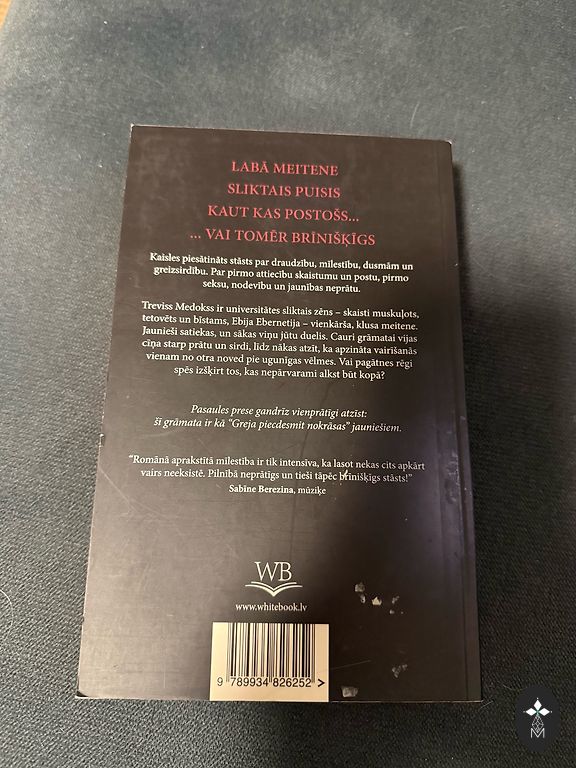 LABĀ MEITENE
SLIKTAIS PUISIS
KAUT KAS POSTOŠS...
... VAI TOMĒR BRĪNIŠĶĪGS
Kaisles piesātināts stāsts par draudzību, mīlestību, dusmām un
greizsirdību. Par pirmo attiecību skaistumu un postu, pirmo
seksu, nodevību un jaunības neprātu.
Treviss Medokss ir universitātes sliktais zēns – skaisti muskuļots,
tetovēts un bīstams, Ebija Ebernetija – vienkārša, klusa meitene.
Jaunieši satiekas, un sākas viņu jūtu duelis. Cauri grāmatai vijas
cīņa starp prātu un sirdi, līdz nākas atzīt, ka apzināta vairīšanās
vienam no otra noved pie ugunīgas vēlmes. Vai pagātnes rēgi
spēs izšķirt tos, kas nepārvarami alkst būt kopā?
Pasaules prese gandrīz vienprātīgi atzīst:
šī grāmata ir kā "Greja piecdesmit nokrāsas" jauniešiem.
"Romānā aprakstītā mīlestība ir tik intensīva, ka lasot nekas cits apkārt
vairs neeksistē. Pilnībā neprātīgs un tieši tāpēc brīnišķīgs stāsts!"
Sabīne Berezina, mūziķe
WB
www.whitebook.lv
9 789934 826252 >
M